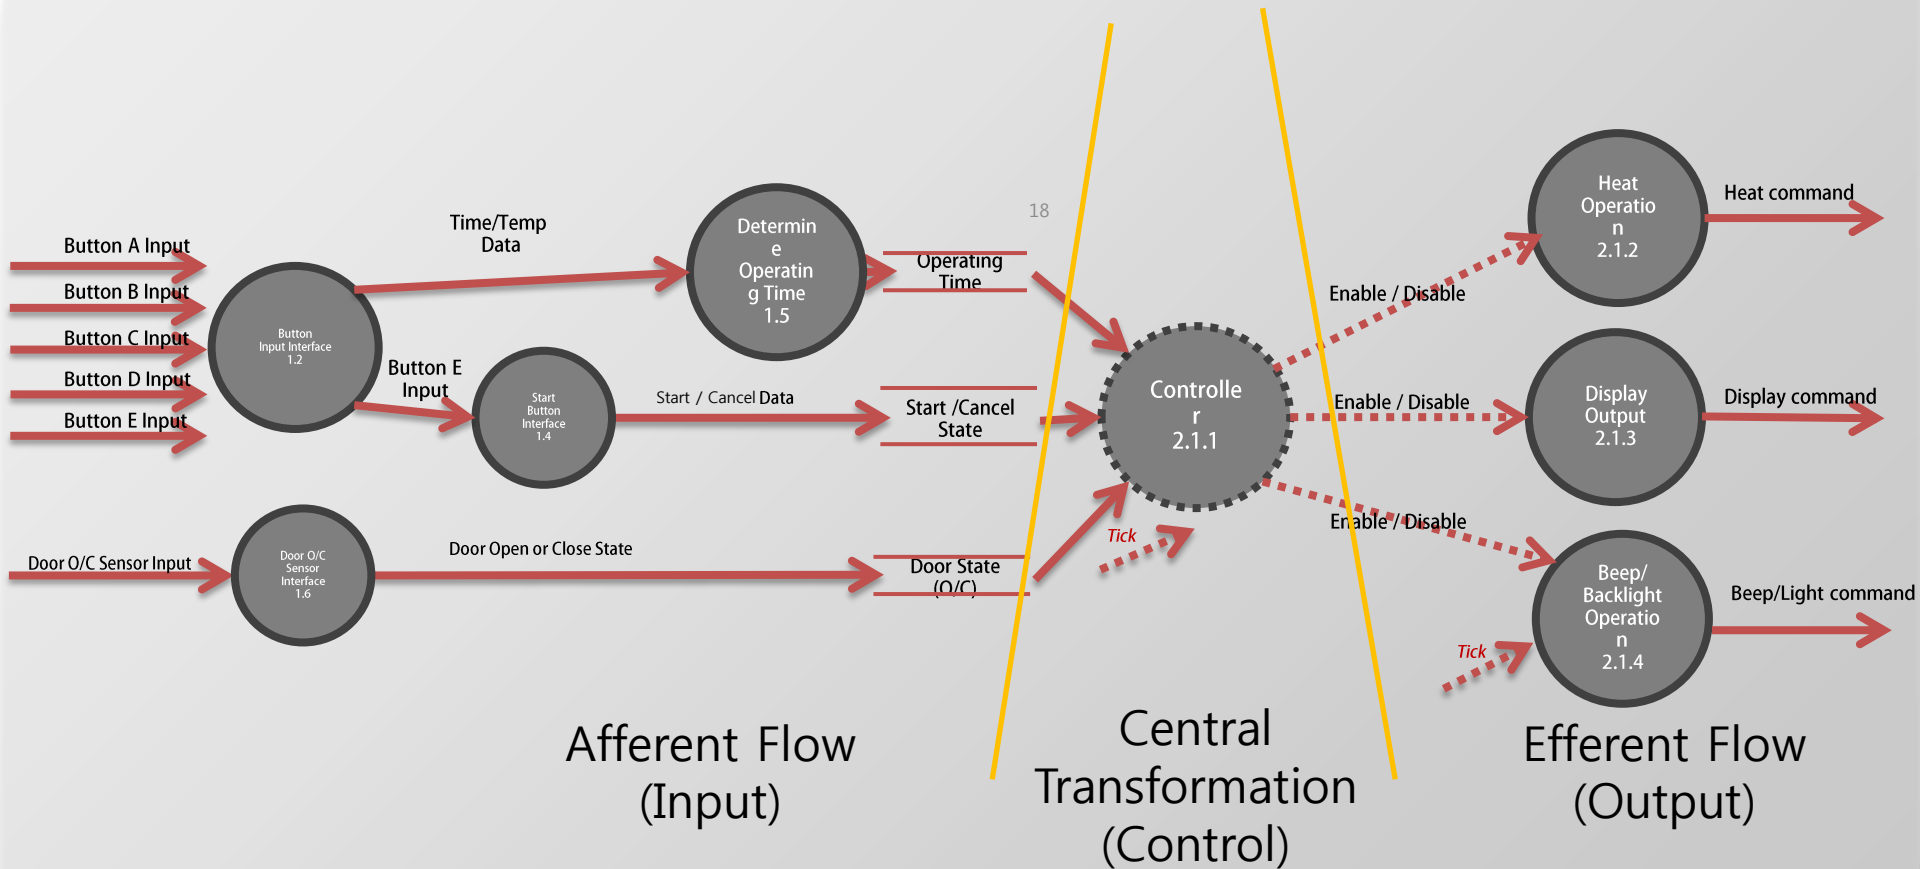 18
Button A Input
Button B Input
Button C Input
Button D Input
Button E Input
Button
Input Interface
1.2
Time/Temp
Data
Button E
Input
Determin
e
Operatin
g Time
1.5
Operating
Time
Start
Button
Interface
1.4
Start / Cancel Data
Start /Cancel
State
Door O/C Sensor Input
Door O/C
Sensor
Interface
1.6
Door Open or Close State
Door State
(O/C)
Controlle
r
2.1.1
Tick
Enable / Disable
Enable / Disable
Enable / Disable
Heat
Operatio
n
2.1.2
Heat command
Display
Output
2.1.3
Display command
Beep/
Backlight
Operatio
n
2.1.4
Beep/Light command
Tick
Afferent Flow
(Input)
Central
Transformation
(Control)
Efferent Flow
(Output)